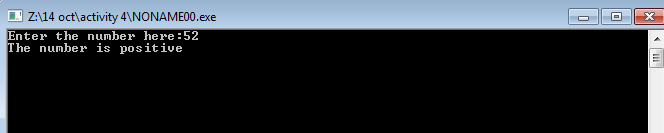 Z:\14 oct\activity 4\NONAME00.exe
Enter the number here:52
The number is positive